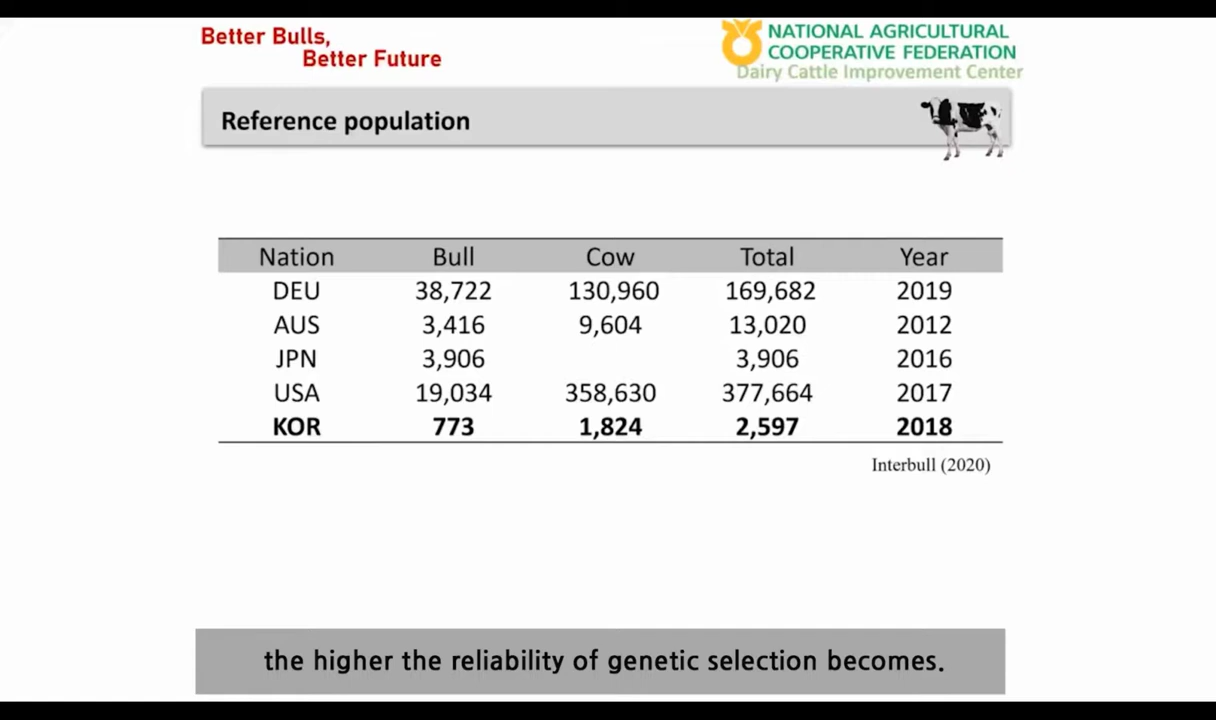 Better Bulls,
Better Future
NATIONAL AGRICULTURAL
COOPERATIVE FEDERATION
Dairy Cattle Improvement Center
Reference population
Nation Bull Cow Total Year
DEU 38,722 130,960 169,682 2019
AUS 3,416 9,604 13,020 2012
JPN 3,906 3,906 2016
USA 19,034 358,630 377,664 2017
KOR 773 1,824 2,597 2018
Interbull (2020)
the higher the reliability of genetic selection becomes.